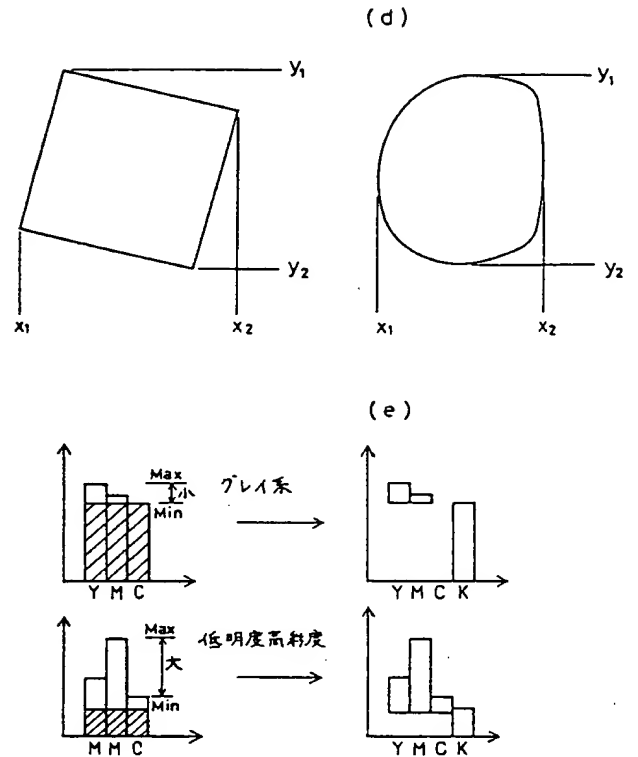 (d)
y₁
y₁
y₂
y₂
x₁
x₂
x₁
x₂
(e)
Max
小
Min
グレイ系
Y M C
Y M C K
Max
大
Min
低明度高彩度
M M C
Y M C K